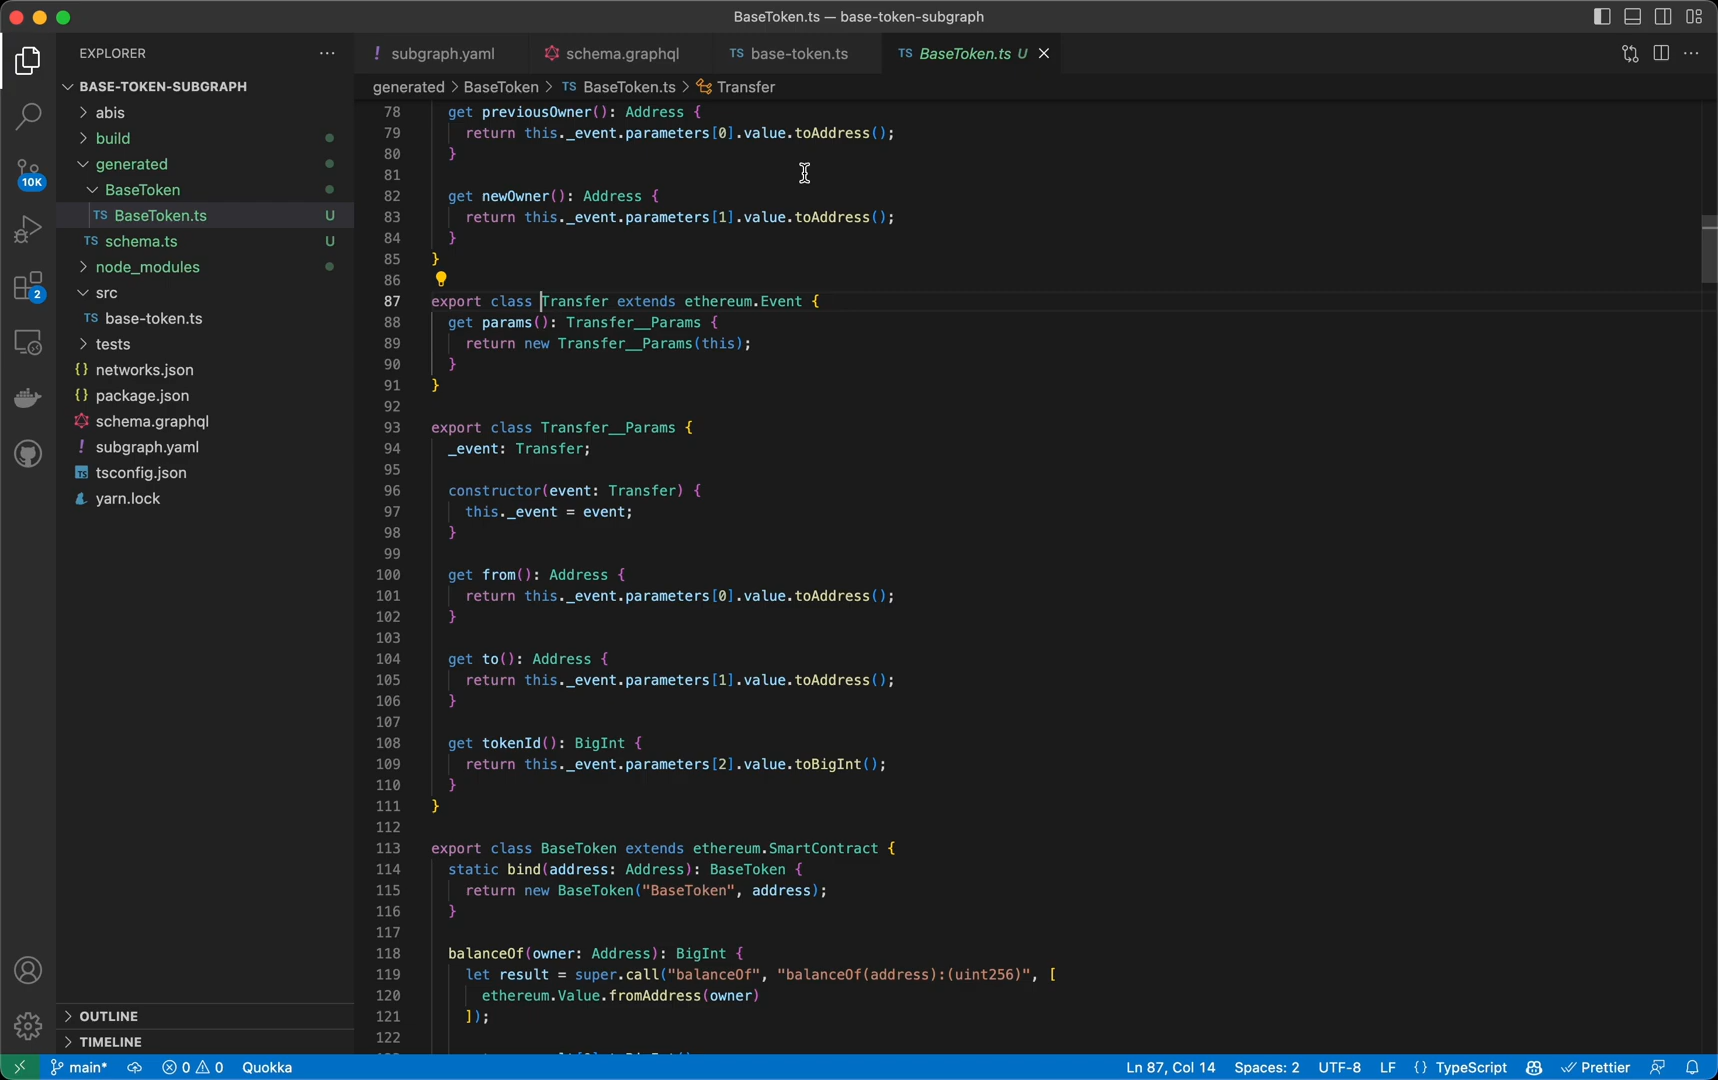 BaseToken.ts — base-token-subgraph
EXPLORER
subgraph.yaml
schema.graphql
TS base-token.ts
TS BaseToken.ts U
generated > BaseToken > TS BaseToken.ts > Transfer
BASE-TOKEN-SUBGRAPH
abis
build
generated
BaseToken
TS BaseToken.ts U
TS schema.ts U
node_modules
src
TS base-token.ts
tests
{} networks.json
{} package.json
schema.graphql
! subgraph.yaml
TS tsconfig.json
yarn.lock
OUTLINE
TIMELINE
10K
2
78 get previousOwner(): Address {
79 return this._event.parameters[0].value.toAddress();
80 }
81
82 get newOwner(): Address {
83 return this._event.parameters[1].value.toAddress();
84 }
85 }
86
87 export class Transfer extends ethereum.Event {
88 get params(): Transfer__Params {
89 return new Transfer__Params(this);
90 }
91 }
92
93 export class Transfer__Params {
94 _event: Transfer;
95
96 constructor(event: Transfer) {
97 this._event = event;
98 }
99
100 get from(): Address {
101 return this._event.parameters[0].value.toAddress();
102 }
103
104 get to(): Address {
105 return this._event.parameters[1].value.toAddress();
106 }
107
108 get tokenId(): BigInt {
109 return this._event.parameters[2].value.toBigInt();
110 }
111 }
112
113 export class BaseToken extends ethereum.SmartContract {
114 static bind(address: Address): BaseToken {
115 return new BaseToken("BaseToken", address);
116 }
117
118 balanceOf(owner: Address): BigInt {
119 let result = super.call("balanceOf", "balanceOf(address):(uint256)", [
120 ethereum.Value.fromAddress(owner)
121 ]);
122
main* 0 0 Quokka Ln 87, Col 14 Spaces: 2 UTF-8 LF {} TypeScript Prettier